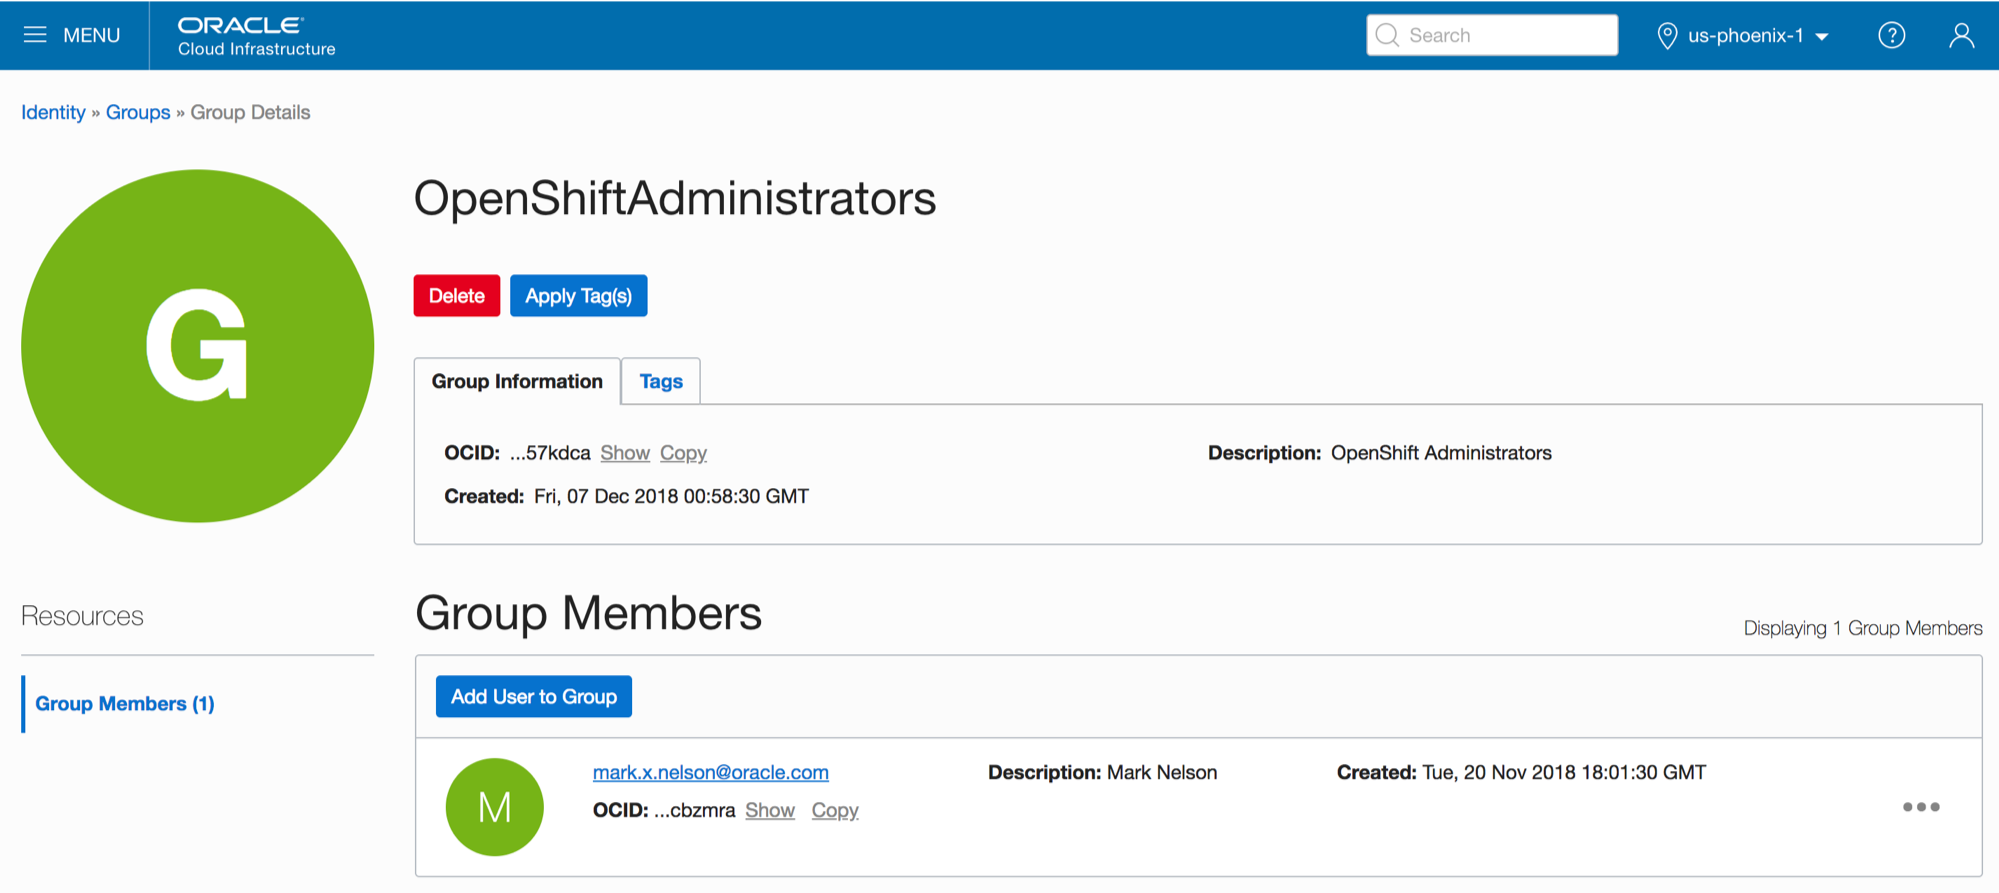 MENU
ORACLE
Cloud Infrastructure
Search
us-phoenix-1
?
Identity » Groups » Group Details
G
OpenShiftAdministrators
Delete
Apply Tag(s)
Group Information
Tags
OCID: ...57kdca Show Copy
Description: OpenShift Administrators
Created: Fri, 07 Dec 2018 00:58:30 GMT
Resources
Group Members (1)
Group Members
Displaying 1 Group Members
Add User to Group
M
mark.x.nelson@oracle.com
Description: Mark Nelson
Created: Tue, 20 Nov 2018 18:01:30 GMT
OCID: ...cbzmra Show Copy